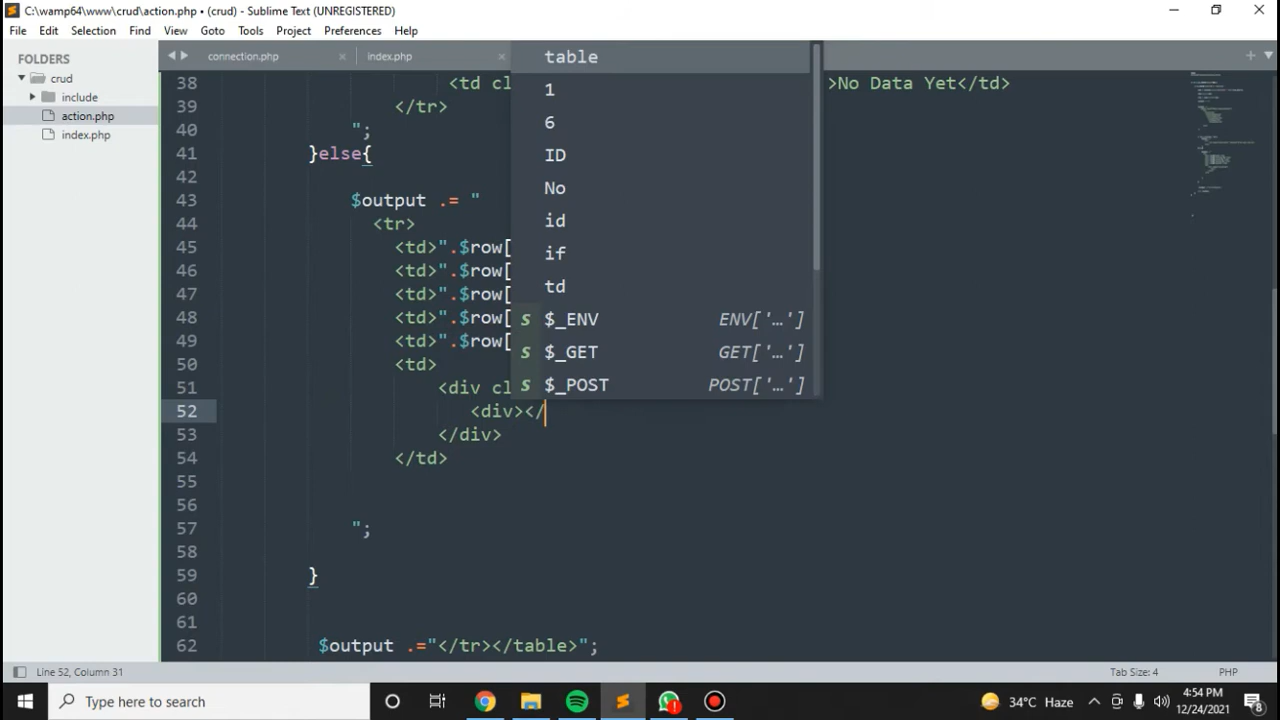 C:\wamp64\www\crud\action.php • (crud) - Sublime Text (UNREGISTERED)
File Edit Selection Find View Goto Tools Project Preferences Help
FOLDERS
crud
include
action.php
index.php
connection.php
index.php
table
1
6
ID
No
id
if
td
s $_ENV ENV['…']
s $_GET GET['…']
s $_POST POST['…']
38 <td cl >No Data Yet</td>
39 </tr>
40 ";
41 }else{
42
43 $output .= "
44 <tr>
45 <td>".$row[
46 <td>".$row[
47 <td>".$row[
48 <td>".$row[
49 <td>".$row[
50 <td>
51 <div cl
52 <div></
53 </div>
54 </td>
55
56
57 ";
58
59 }
60
61
62 $output .="</tr></table>";
Line 52, Column 31
Tab Size: 4
PHP
Type here to search
34°C Haze
4:54 PM
12/24/2021
8